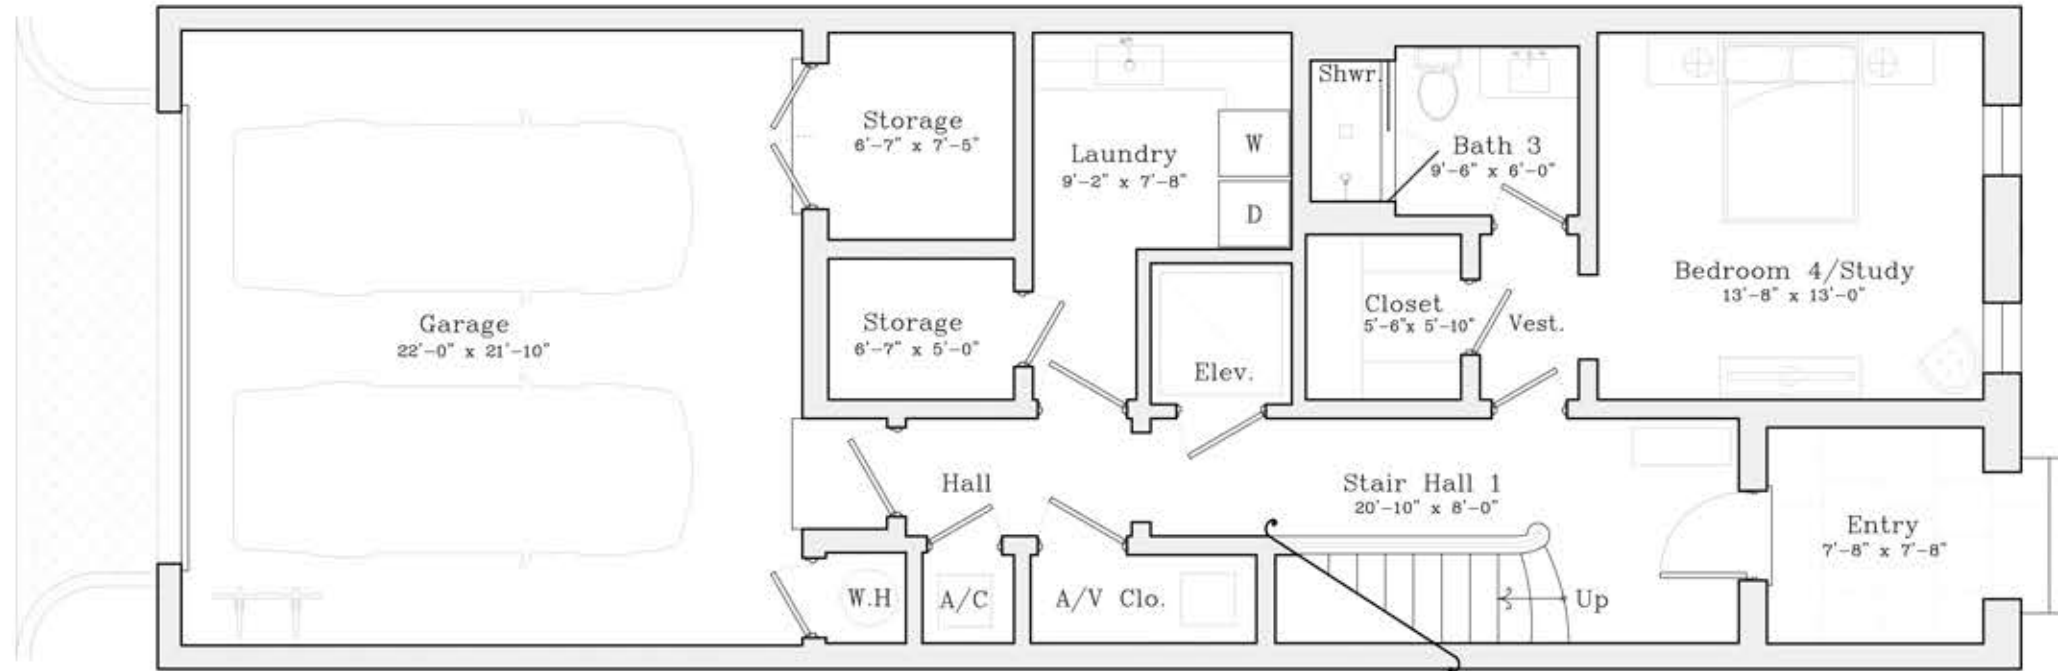 Storage
6'-7" x 7'-5"
Laundry
9'-2" x 7'-8"
W
D
Shwr.
Bath 3
9'-6" x 6'-0"
Bedroom 4/Study
13'-8" x 13'-0"
Garage
22'-0" x 21'-10"
Storage
6'-7" x 5'-0"
Elev.
Closet
5'-6"x 5'-10"
Vest.
Hall
Stair Hall 1
20'-10" x 8'-0"
Entry
7'-8" x 7'-8"
W.H
A/C
A/V Clo.
Up